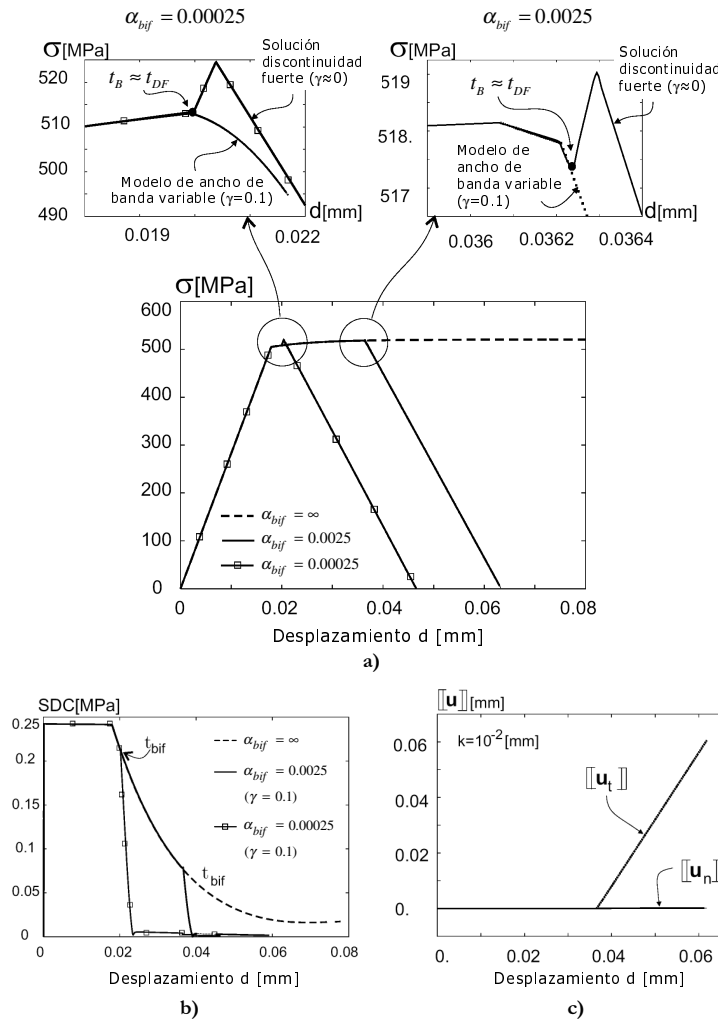 α_bif = 0.00025
α_bif = 0.0025
σ[MPa]
Solución
discontinuidad
fuerte (γ≈0)
t_B ≈ t_DF
520
510
500
490
Modelo de ancho de
banda variable (γ=0.1)
d[mm]
0.019
0.022
σ[MPa]
Solución
discontinuidad
fuerte (γ≈0)
t_B ≈ t_DF
519
518.
517
Modelo de
ancho de
banda variable
(γ=0.1)
d[mm]
0.036
0.0362
0.0364
σ[MPa]
600
500
400
300
200
100
0
α_bif = ∞
α_bif = 0.0025
α_bif = 0.00025
0
0.02
0.04
0.06
0.08
Desplazamiento d [mm]
a)
SDC[MPa]
0.25
0.2
0.15
0.1
0.05
0
t_bif
t_bif
α_bif = ∞
α_bif = 0.0025
(γ = 0.1)
α_bif = 0.00025
(γ = 0.1)
0
0.02
0.04
0.06
0.08
Desplazamiento d [mm]
b)
⟦u⟧[mm]
k=10⁻² [mm]
0.06
0.04
0.02
0.
⟦u_t⟧
⟦u_n⟧
0.
0.02
0.04
0.06
Desplazamiento d [mm]
c)